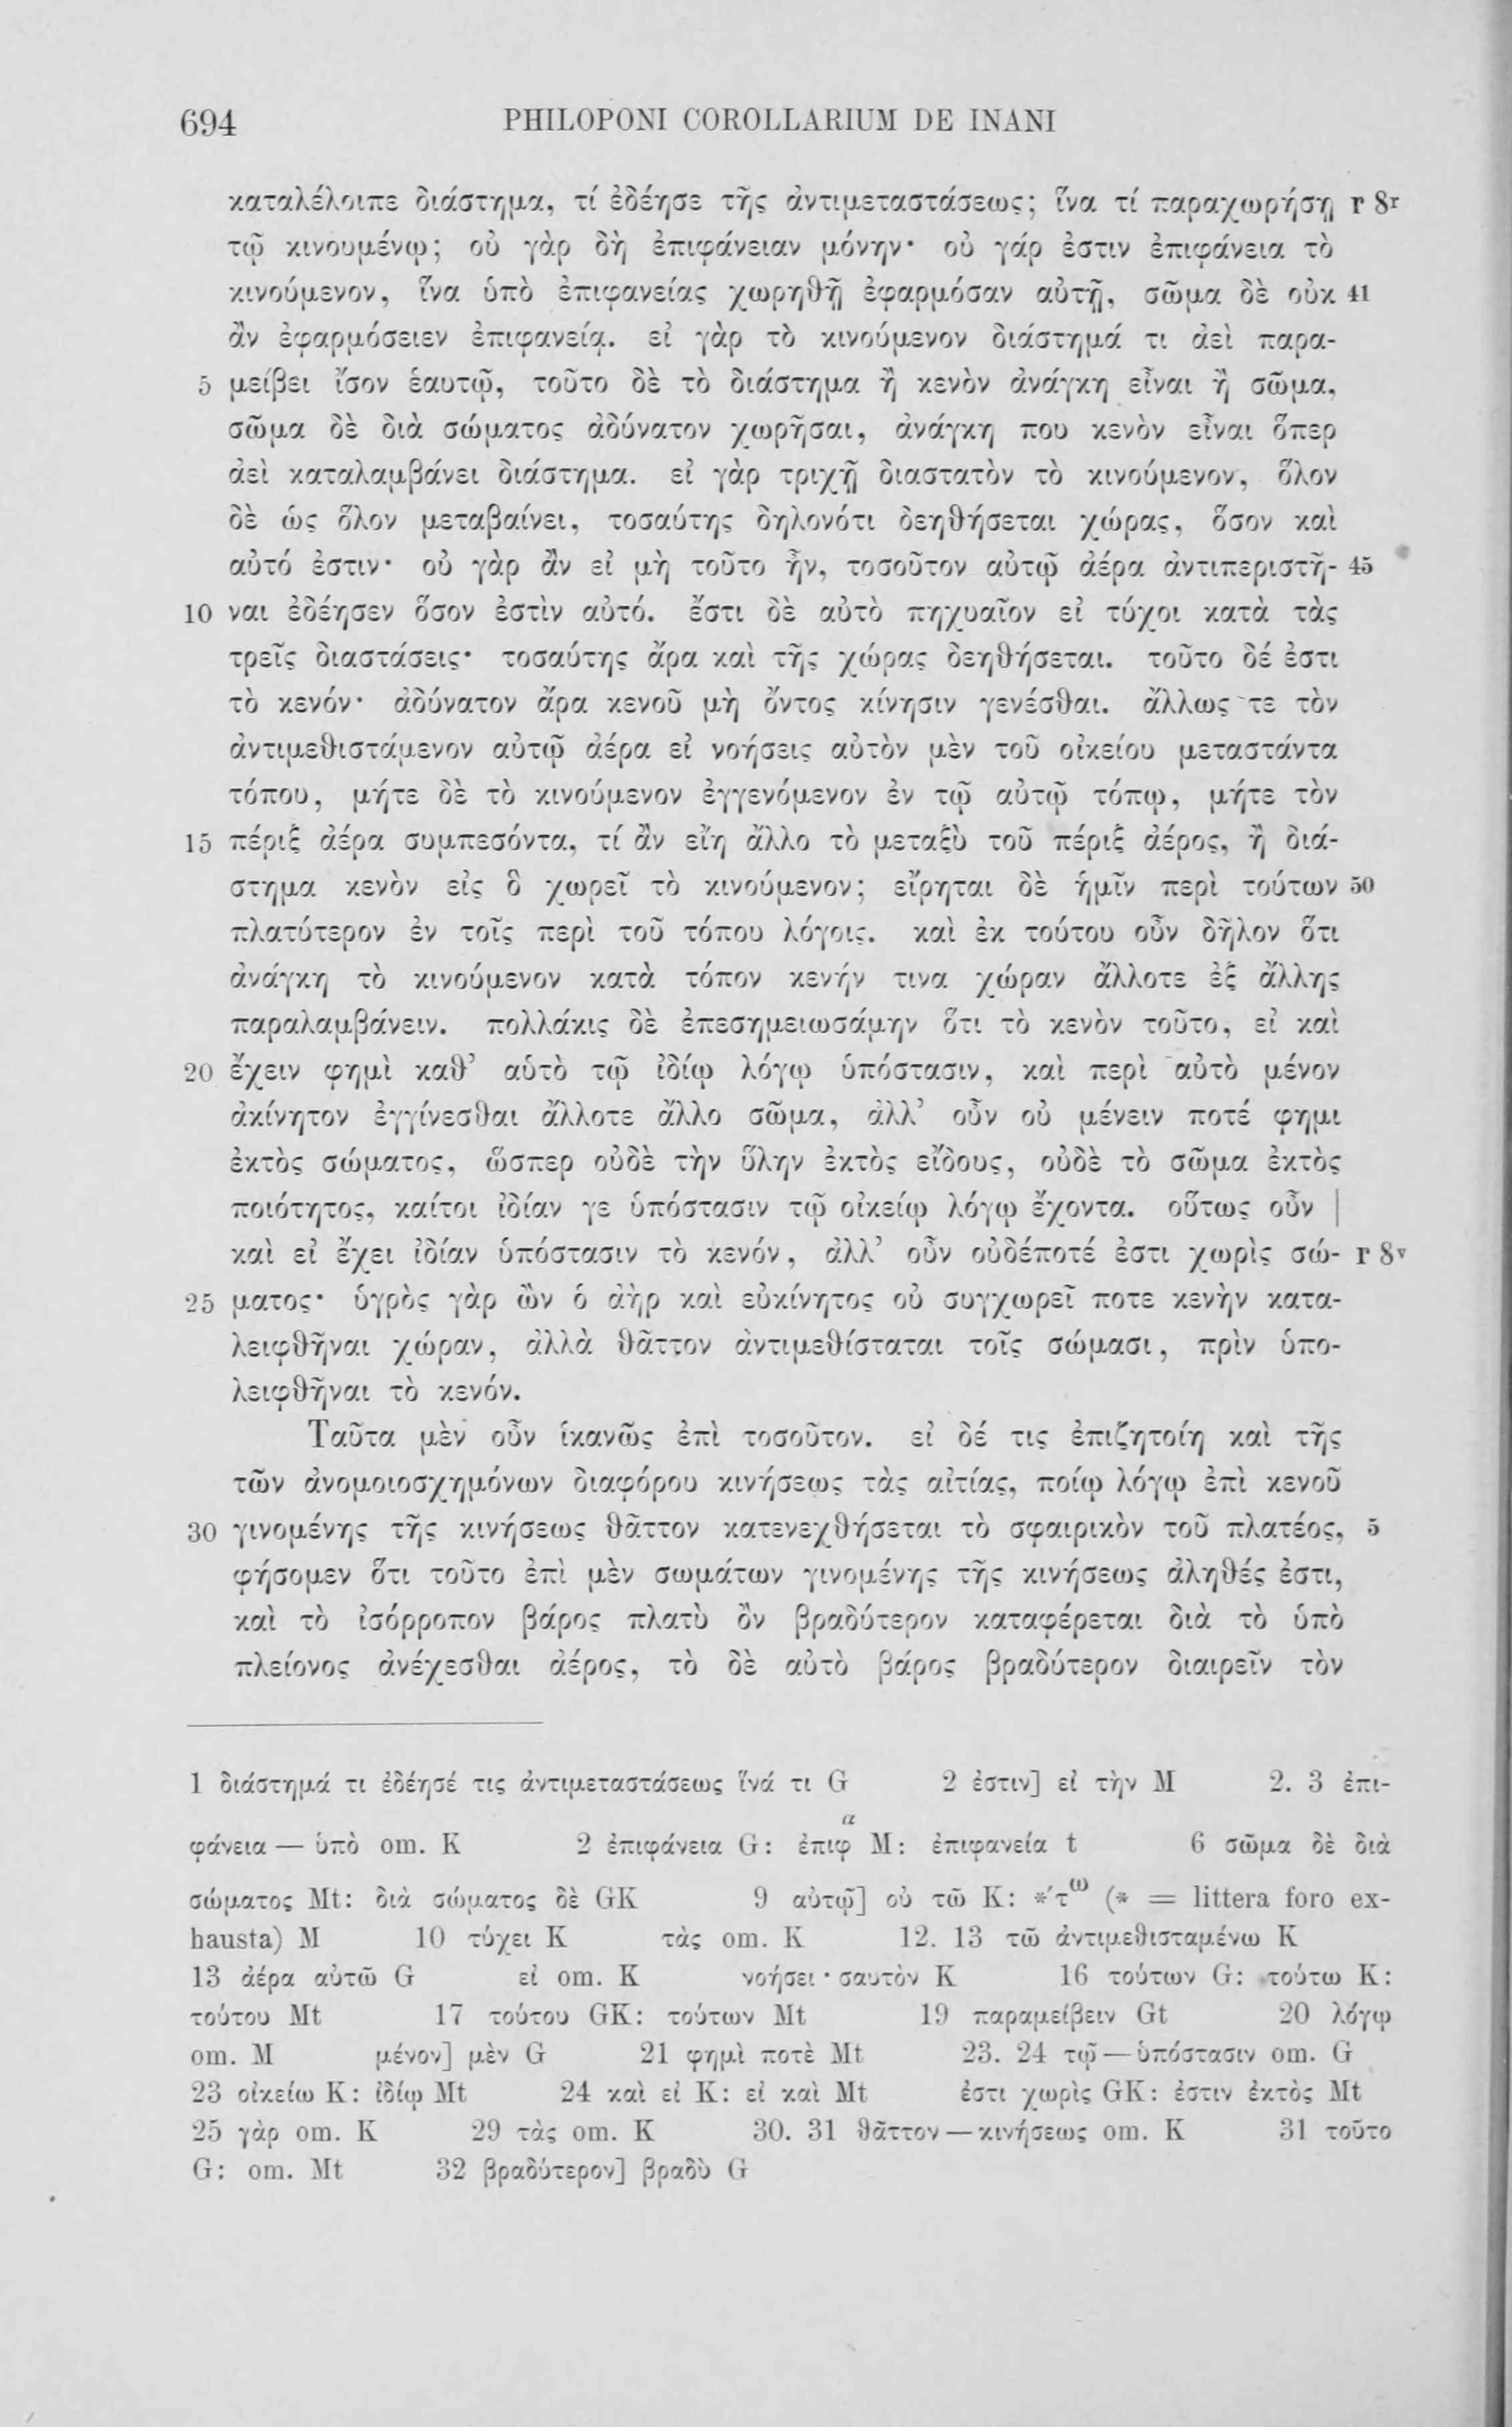 694 PHILOPONI COROLLARIUM DE INANI
καταλέλοιπε διάστημα, τί ἐδέησε τῆς ἀντιμεταστάσεως; ἵνα τί παραχωρήσῃ r 8r
τῷ κινουμένῳ; οὐ γὰρ δὴ ἐπιφάνειαν μόνην· οὐ γάρ ἐστιν ἐπιφάνεια τὸ
κινούμενον, ἵνα ὑπὸ ἐπιφανείας χωρηθῇ ἐφαρμόσαν αὐτῇ, σῶμα δὲ οὐκ 41
ἂν ἐφαρμόσειεν ἐπιφανείᾳ. εἰ γὰρ τὸ κινούμενον διάστημά τι ἀεὶ παρα-
5 μείβει ἴσον ἑαυτῷ, τοῦτο δὲ τὸ διάστημα ἢ κενὸν ἀνάγκη εἶναι ἢ σῶμα,
σῶμα δὲ διὰ σώματος ἀδύνατον χωρῆσαι, ἀνάγκη που κενὸν εἶναι ὅπερ
ἀεὶ καταλαμβάνει διάστημα. εἰ γὰρ τριχῇ διαστατὸν τὸ κινούμενον, ὅλον
δὲ ὡς ὅλον μεταβαίνει, τοσαύτης δηλονότι δεηθήσεται χώρας, ὅσον καὶ
αὐτό ἐστιν· οὐ γὰρ ἂν εἰ μὴ τοῦτο ἦν, τοσοῦτον αὐτῷ ἀέρα ἀντιπεριστῆ- 45
10 ναι ἐδέησεν ὅσον ἐστὶν αὐτό. ἔστι δὲ αὐτὸ πηχυαῖον εἰ τύχοι κατὰ τὰς
τρεῖς διαστάσεις· τοσαύτης ἄρα καὶ τῆς χώρας δεηθήσεται. τοῦτο δέ ἐστι
τὸ κενόν· ἀδύνατον ἄρα κενοῦ μὴ ὄντος κίνησιν γενέσθαι. ἄλλως τε τὸν
ἀντιμεθιστάμενον αὐτῷ ἀέρα εἰ νοήσεις αὐτὸν μὲν τοῦ οἰκείου μεταστάντα
τόπου, μήτε δὲ τὸ κινούμενον ἐγγενόμενον ἐν τῷ αὐτῷ τόπῳ, μήτε τὸν
15 πέριξ ἀέρα συμπεσόντα, τί ἂν εἴη ἄλλο τὸ μεταξὺ τοῦ πέριξ ἀέρος, ἢ διά-
στημα κενὸν εἰς ὃ χωρεῖ τὸ κινούμενον; εἴρηται δὲ ἡμῖν περὶ τούτων 50
πλατύτερον ἐν τοῖς περὶ τοῦ τόπου λόγοις. καὶ ἐκ τούτου οὖν δῆλον ὅτι
ἀνάγκη τὸ κινούμενον κατὰ τόπον κενήν τινα χώραν ἄλλοτε ἐξ ἄλλης
παραλαμβάνειν. πολλάκις δὲ ἐπεσημειωσάμην ὅτι τὸ κενὸν τοῦτο, εἰ καὶ
20 ἔχειν φημὶ καθ’ αὑτὸ τῷ ἰδίῳ λόγῳ ὑπόστασιν, καὶ περὶ αὐτὸ μένον
ἀκίνητον ἐγγίνεσθαι ἄλλοτε ἄλλο σῶμα, ἀλλ’ οὖν οὐ μένειν ποτέ φημι
ἐκτὸς σώματος, ὥσπερ οὐδὲ τὴν ὕλην ἐκτὸς εἴδους, οὐδὲ τὸ σῶμα ἐκτὸς
ποιότητος, καίτοι ἰδίαν γε ὑπόστασιν τῷ οἰκείῳ λόγῳ ἔχοντα. οὕτως οὖν |
καὶ εἰ ἔχει ἰδίαν ὑπόστασιν τὸ κενόν, ἀλλ’ οὖν οὐδέποτέ ἐστι χωρὶς σώ- r 8v
25 ματος· ὑγρὸς γὰρ ὢν ὁ ἀὴρ καὶ εὐκίνητος οὐ συγχωρεῖ ποτε κενὴν κατα-
λειφθῆναι χώραν, ἀλλὰ θᾶττον ἀντιμεθίσταται τοῖς σώμασι, πρὶν ὑπο-
λειφθῆναι τὸ κενόν.
Ταῦτα μὲν οὖν ἱκανῶς ἐπὶ τοσοῦτον. εἰ δέ τις ἐπιζητοίη καὶ τῆς
τῶν ἀνομοιοσχημόνων διαφόρου κινήσεως τὰς αἰτίας, ποίῳ λόγῳ ἐπὶ κενοῦ
30 γινομένης τῆς κινήσεως θᾶττον κατενεχθήσεται τὸ σφαιρικὸν τοῦ πλατέος, 5
φήσομεν ὅτι τοῦτο ἐπὶ μὲν σωμάτων γινομένης τῆς κινήσεως ἀληθές ἐστι,
καὶ τὸ ἰσόρροπον βάρος πλατὺ ὂν βραδύτερον καταφέρεται διὰ τὸ ὑπὸ
πλείονος ἀνέχεσθαι ἀέρος, τὸ δὲ αὐτὸ βάρος βραδύτερον διαιρεῖν τὸν
1 διάστημά τι ἐδέησέ τις ἀντιμεταστάσεως ἵνά τι G 2 ἐστιν] εἰ τὴν M 2. 3 ἐπι-
φάνεια — ὑπὸ om. K 2 ἐπιφάνεια G: ἐπιφα M: ἐπιφανεία t 6 σῶμα δὲ διὰ
σώματος Mt: διὰ σώματος δὲ GK 9 αὐτῷ] οὐ τῶ K: *'τω (* = littera foro ex-
hausta) M 10 τύχει K τὰς om. K 12. 13 τῶ ἀντιμεθισταμένω K
13 ἀέρα αὐτῶ G εἰ om. K νοήσει · σαυτὸν K 16 τούτων G: τούτω K:
τούτου Mt 17 τούτου GK: τούτων Mt 19 παραμείβειν Gt 20 λόγῳ
om. M μένον] μὲν G 21 φημὶ ποτὲ Mt 23. 24 τῷ — ὑπόστασιν om. G
23 οἰκείω K: ἰδίῳ Mt 24 καὶ εἰ K: εἰ καὶ Mt ἐστι χωρὶς GK: ἐστιν ἐκτὸς Mt
25 γὰρ om. K 29 τὰς om. K 30. 31 θᾶττον — κινήσεως om. K 31 τοῦτο
G: om. Mt 32 βραδύτερον] βραδὺ G